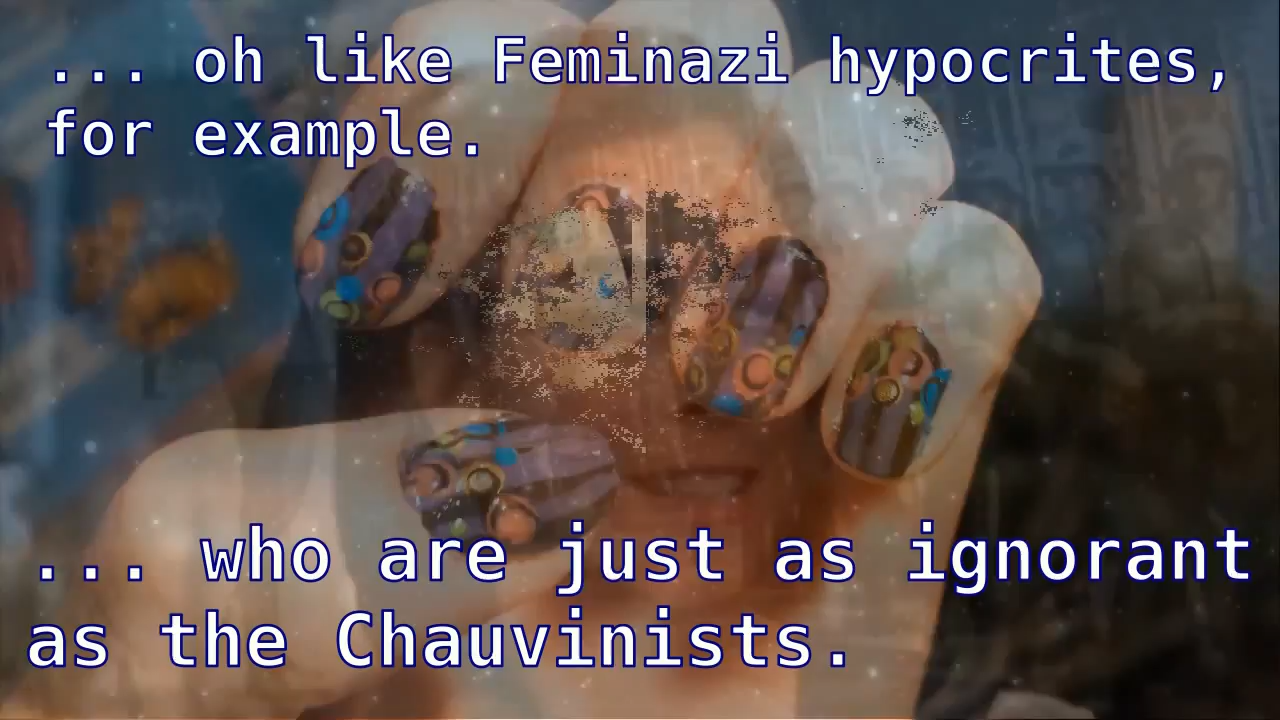 ... oh like Feminazi hypocrites,
for example.
... who are just as ignorant
as the Chauvinists.